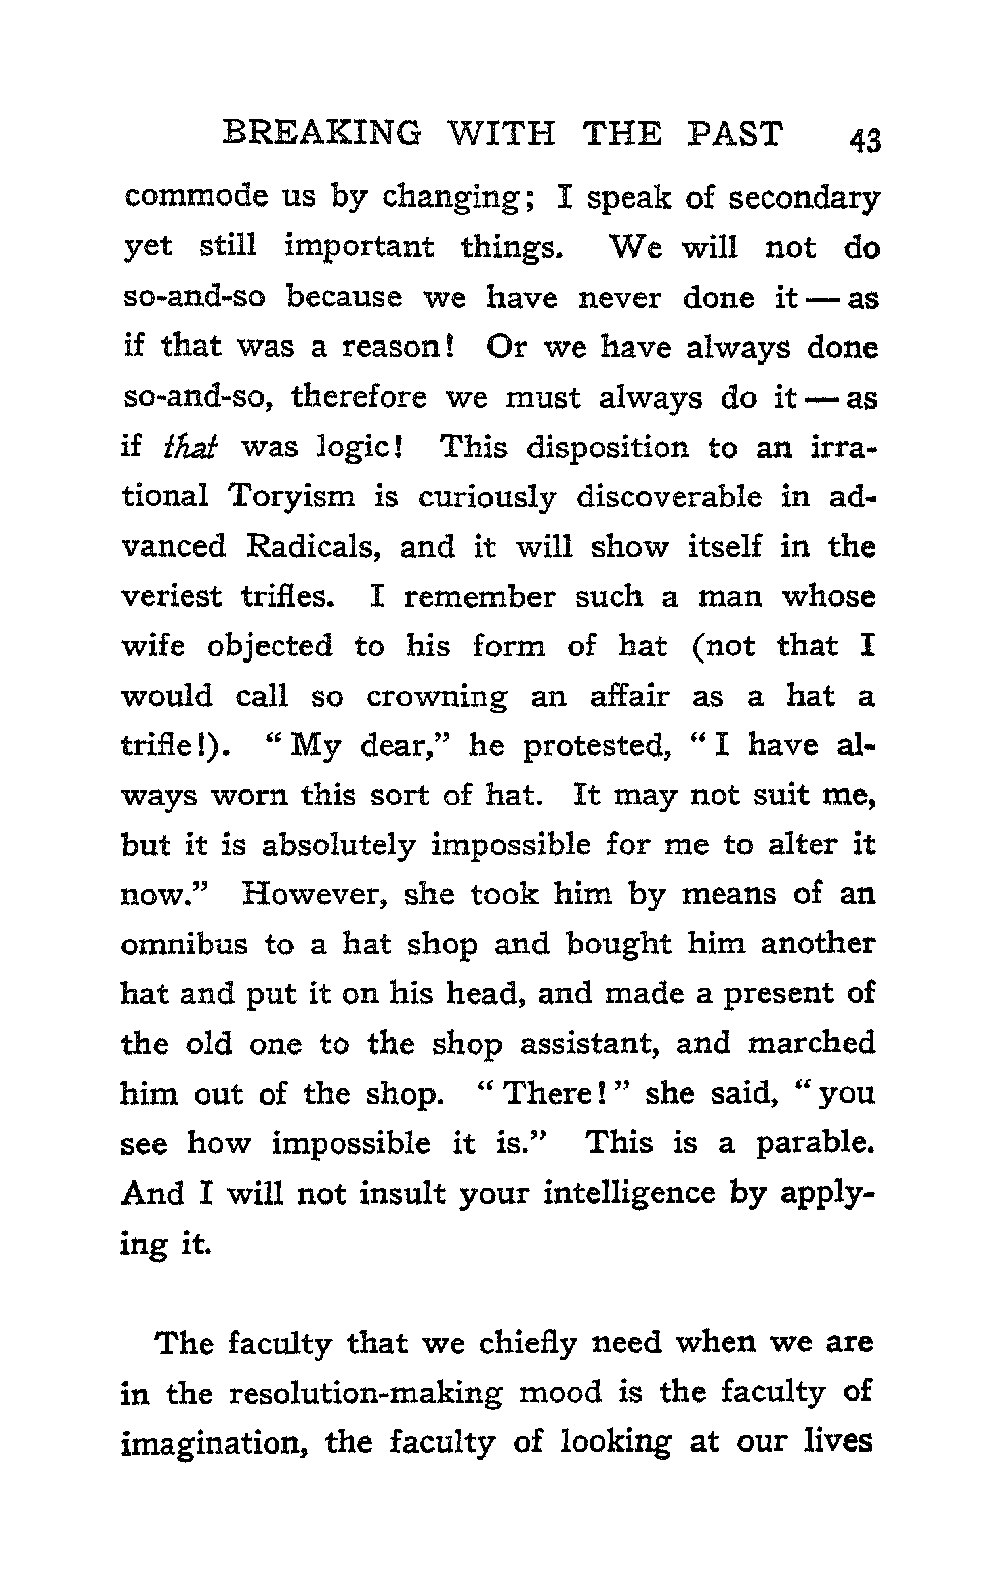 BREAKING WITH THE PAST 43
commode us by changing; I speak of secondary
yet still important things. We will not do
so-and-so because we have never done it — as
if that was a reason! Or we have always done
so-and-so, therefore we must always do it — as
if that was logic! This disposition to an irra-
tional Toryism is curiously discoverable in ad-
vanced Radicals, and it will show itself in the
veriest trifles. I remember such a man whose
wife objected to his form of hat (not that I
would call so crowning an affair as a hat a
trifle!). “My dear,” he protested, “I have al-
ways worn this sort of hat. It may not suit me,
but it is absolutely impossible for me to alter it
now.” However, she took him by means of an
omnibus to a hat shop and bought him another
hat and put it on his head, and made a present of
the old one to the shop assistant, and marched
him out of the shop. “There!” she said, “you
see how impossible it is.” This is a parable.
And I will not insult your intelligence by apply-
ing it.
The faculty that we chiefly need when we are
in the resolution-making mood is the faculty of
imagination, the faculty of looking at our lives